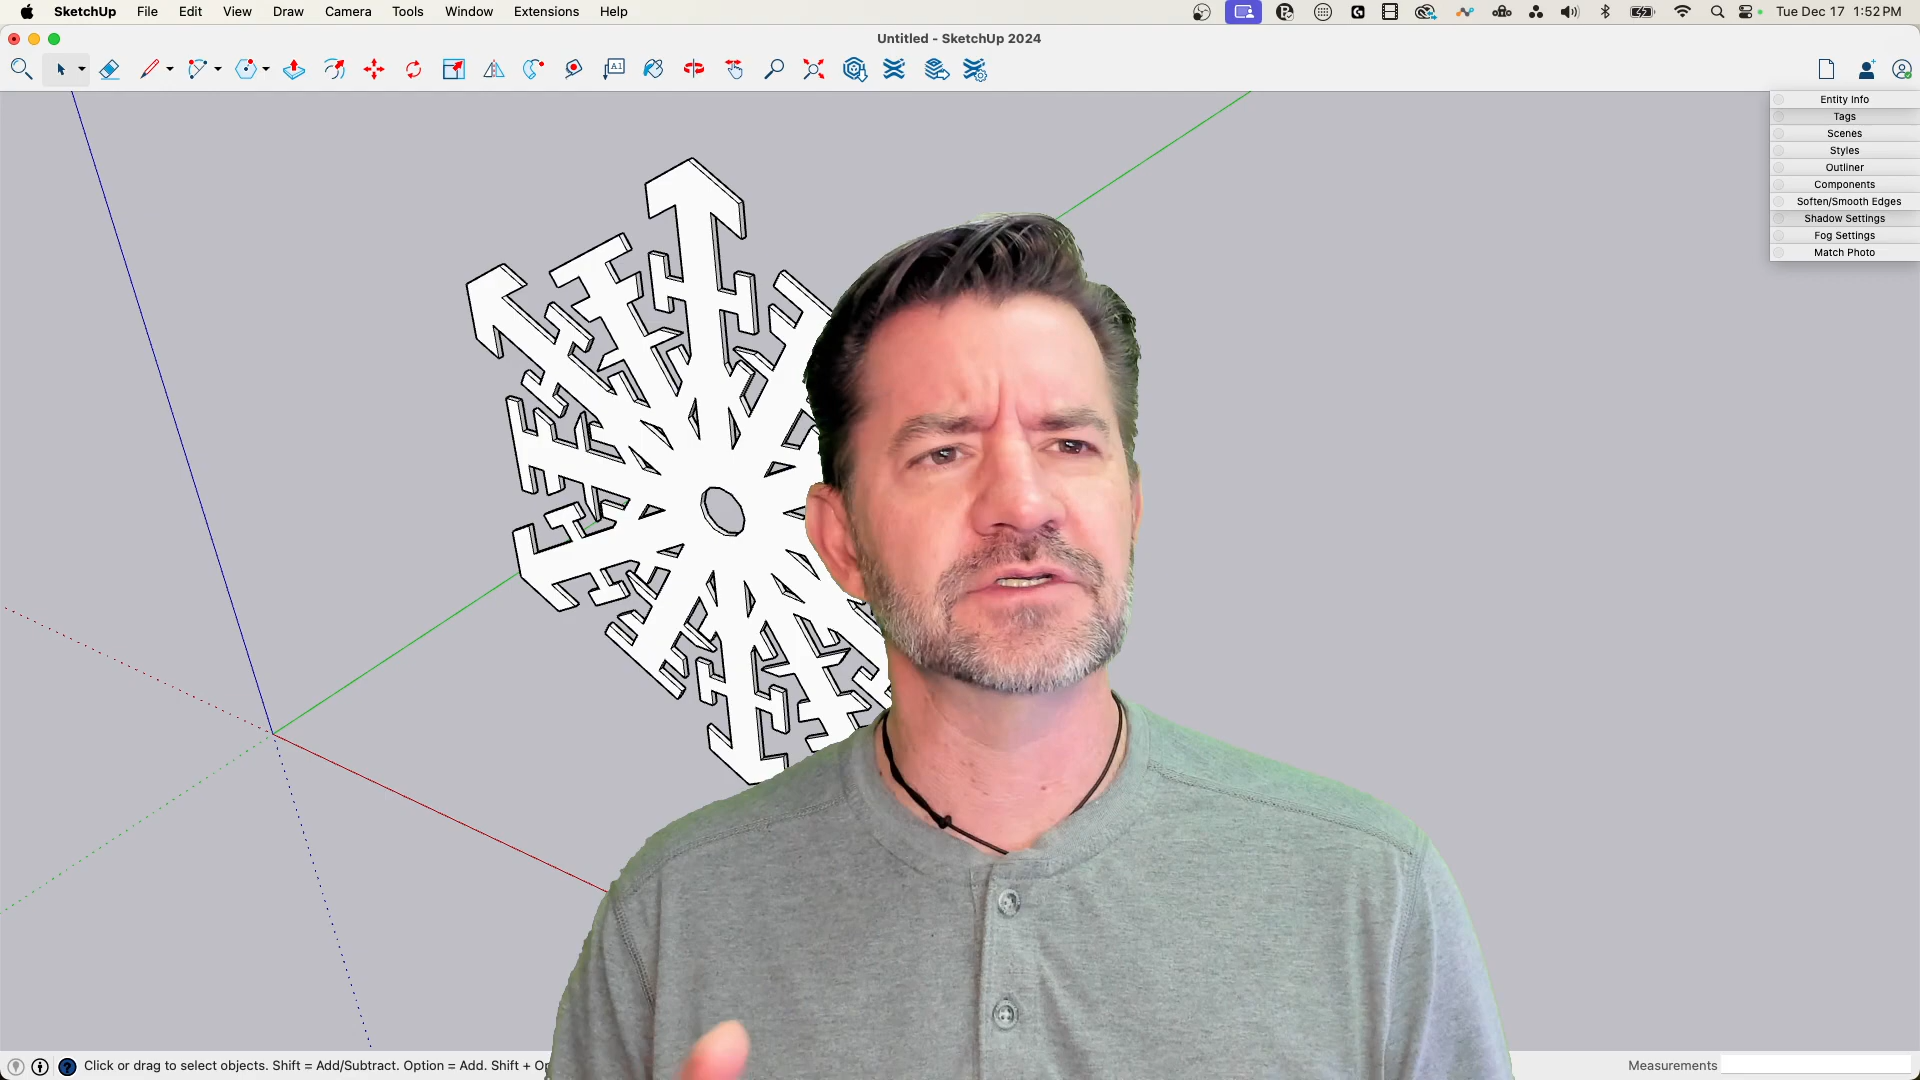 SketchUp File Edit View Draw Camera Tools Window Extensions Help Tue Dec 17 1:52 PM
Untitled - SketchUp 2024
A1
Entity Info
Tags
Scenes
Styles
Outliner
Components
Soften/Smooth Edges
Shadow Settings
Fog Settings
Match Photo
Click or drag to select objects. Shift = Add/Subtract. Option = Add. Shift + Op
Measurements